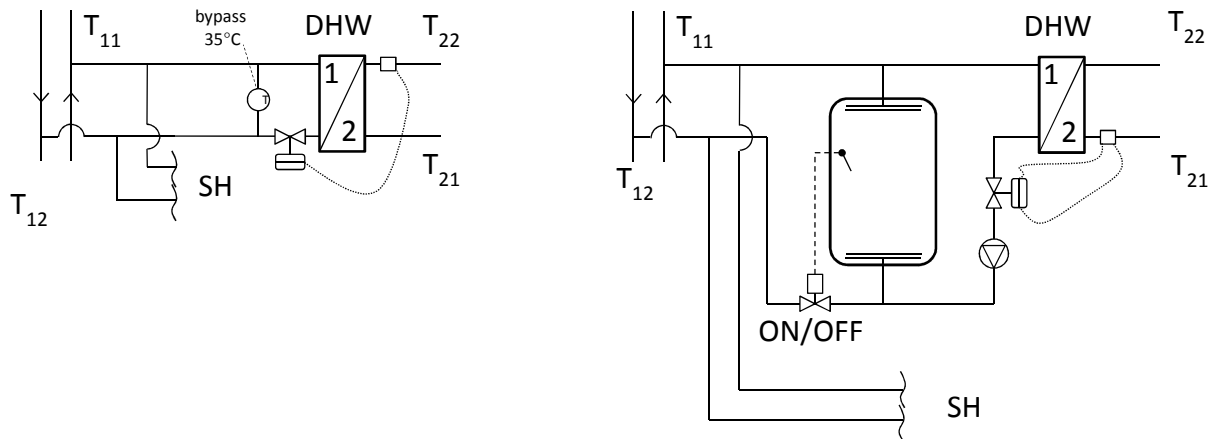 bypass
35°C
T11
DHW
T22
T
1
2
SH
T21
T12
T11
DHW
T22
1
2
T12
T21
ON/OFF
SH